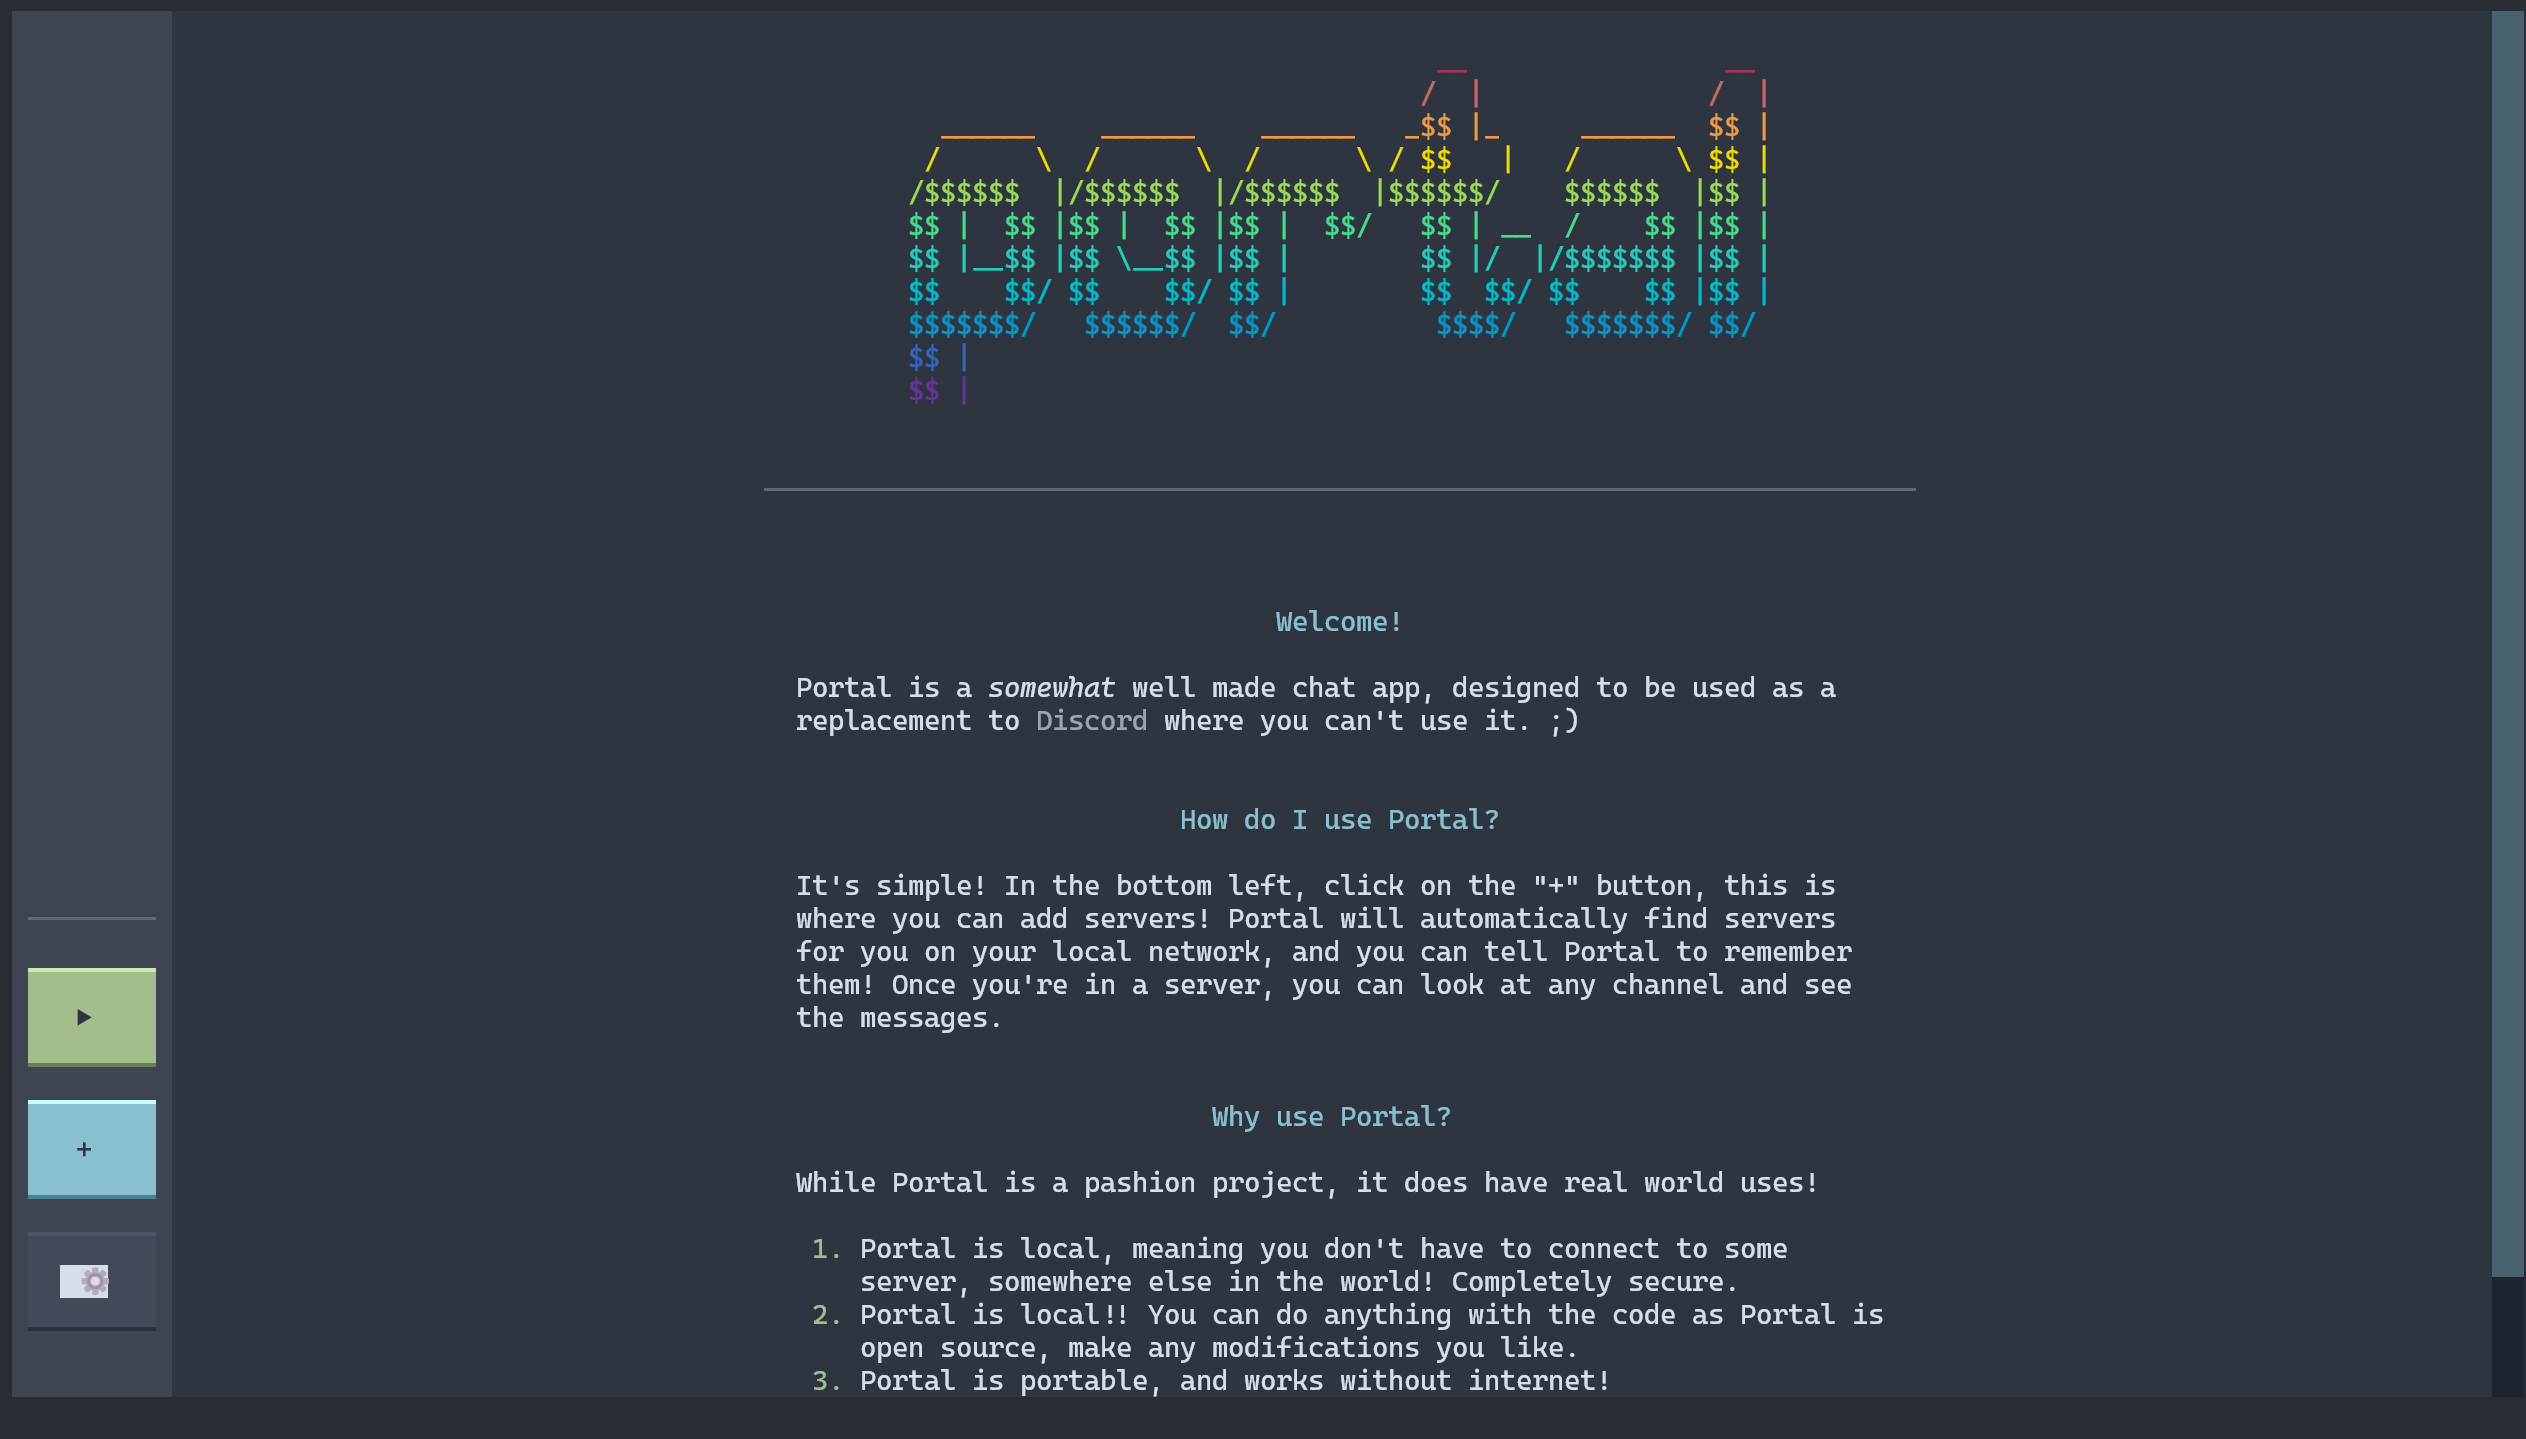 __                __
                                /  |              /  |
  ______    ______    ______   _$$ |_     ______  $$ |
 /      \  /      \  /      \ / $$   |   /      \ $$ |
/$$$$$$  |/$$$$$$  |/$$$$$$  |$$$$$$/    $$$$$$  |$$ |
$$ |  $$ |$$ |  $$ |$$ |  $$/   $$ | __  /    $$ |$$ |
$$ |__$$ |$$ \__$$ |$$ |        $$ |/  |/$$$$$$$ |$$ |
$$    $$/ $$    $$/ $$ |        $$  $$/ $$    $$ |$$ |
$$$$$$$/   $$$$$$/  $$/          $$$$/   $$$$$$$/ $$/
$$ |
$$ |
Welcome!
Portal is a somewhat well made chat app, designed to be used as a
replacement to Discord where you can't use it. ;)
How do I use Portal?
It's simple! In the bottom left, click on the "+" button, this is
where you can add servers! Portal will automatically find servers
for you on your local network, and you can tell Portal to remember
them! Once you're in a server, you can look at any channel and see
the messages.
▶
+
Why use Portal?
While Portal is a pashion project, it does have real world uses!
1. Portal is local, meaning you don't have to connect to some
server, somewhere else in the world! Completely secure.
2. Portal is local!! You can do anything with the code as Portal is
open source, make any modifications you like.
3. Portal is portable, and works without internet!